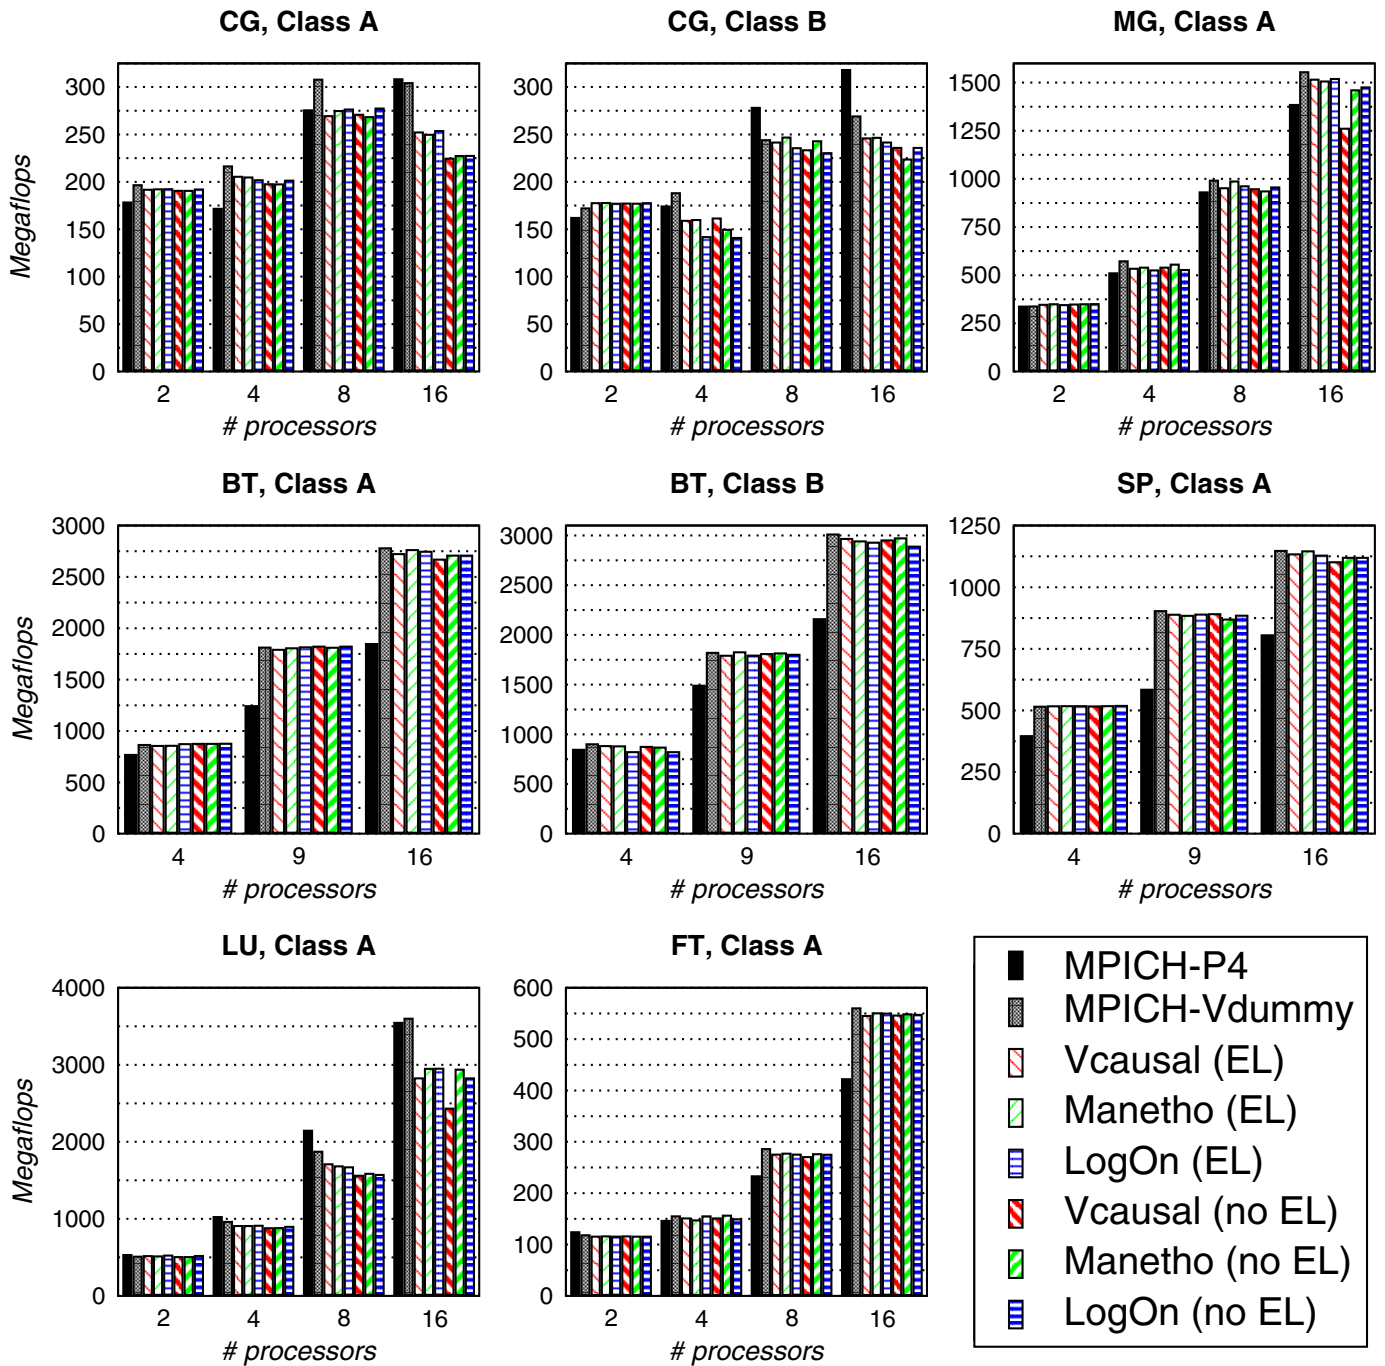 CG, Class A
Megaflops
300
250
200
150
100
50
0
2 4 8 16
# processors
CG, Class B
300
250
200
150
100
50
0
2 4 8 16
# processors
MG, Class A
1500
1250
1000
750
500
250
0
2 4 8 16
# processors
BT, Class A
Megaflops
3000
2500
2000
1500
1000
500
0
4 9 16
# processors
BT, Class B
3000
2500
2000
1500
1000
500
0
4 9 16
# processors
SP, Class A
1250
1000
750
500
250
0
4 9 16
# processors
LU, Class A
Megaflops
4000
3000
2000
1000
0
2 4 8 16
# processors
FT, Class A
600
500
400
300
200
100
0
2 4 8 16
# processors
MPICH-P4
MPICH-Vdummy
Vcausal (EL)
Manetho (EL)
LogOn (EL)
Vcausal (no EL)
Manetho (no EL)
LogOn (no EL)